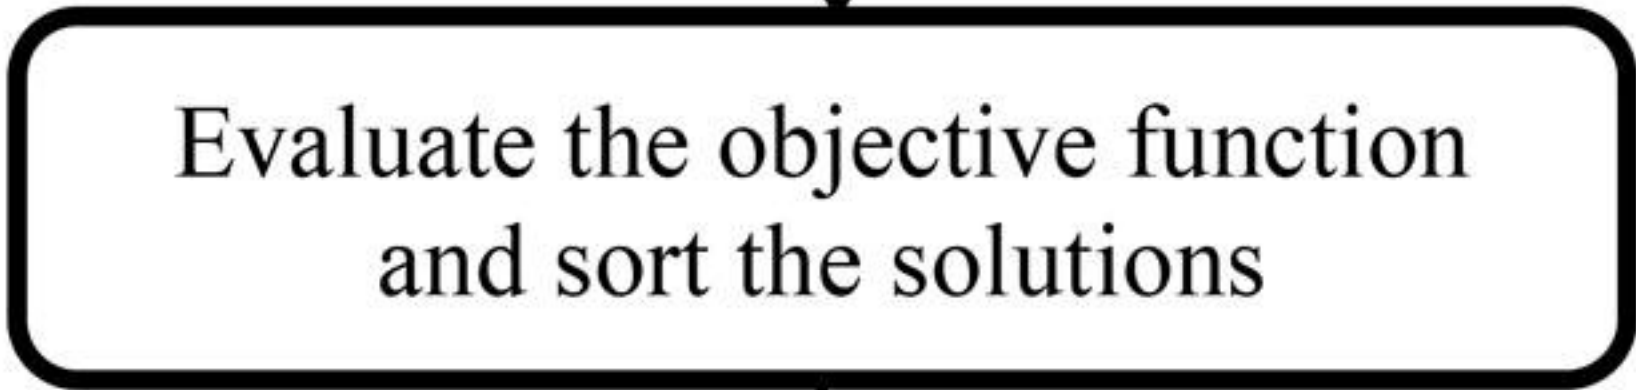 Evaluate the objective function
and sort the solutions